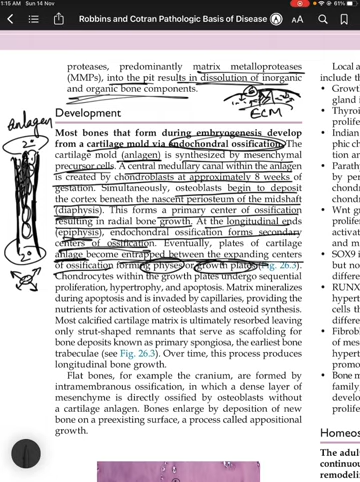 1:15 AM Sun 14 Nov
61%
Robbins and Cotran Pathologic Basis of Disease
AA
proteases, predominantly matrix metalloproteases
(MMPs), into the pit results in dissolution of inorganic
and organic bone components.
ECM
Development
anlagen
Most bones that form during embryogenesis develop
from a cartilage mold via endochondral ossification. The
cartilage mold (anlagen) is synthesized by mesenchymal
precursor cells. A central medullary canal within the anlagen
is created by chondroblasts at approximately 8 weeks of
gestation. Simultaneously, osteoblasts begin to deposit
the cortex beneath the nascent periosteum of the midshaft
(diaphysis). This forms a primary center of ossification
resulting in radial bone growth. At the longitudinal ends
(epiphysis), endochondral ossification forms secondary
centers of ossification. Eventually, plates of cartilage
anlage become entrapped between the expanding centers
of ossification forming physes or growth plates (Fig. 26.3).
Chondrocytes within the growth plates undergo sequential
proliferation, hypertrophy, and apoptosis. Matrix mineralizes
during apoptosis and is invaded by capillaries, providing the
nutrients for activation of osteoblasts and osteoid synthesis.
Most calcified cartilage matrix is ultimately resorbed leaving
only strut-shaped remnants that serve as scaffolding for
bone deposits known as primary spongiosa, the earliest bone
trabeculae (see Fig. 26.3). Over time, this process produces
longitudinal bone growth.
Flat bones, for example the cranium, are formed by
intramembranous ossification, in which a dense layer of
mesenchyme is directly ossified by osteoblasts without
a cartilage anlage. Bones enlarge by deposition of new
bone on a preexisting surface, a process called appositional
growth.
2°
2°
Local a
include th
• Growt
gland i
• Thyroi
prolife
• Indian
phic ch
tion an
• Parath
by peri
chondr
chondr
• Wnt gr
prolifer
activat
and m
• SOX9 i
but no
differe
• RUNX
hypert
cells th
differe
• Fibrobl
of mes
hypert
promo
• Bone m
family,
develo
prolife
Homeos
The adul
continuo
remodelin